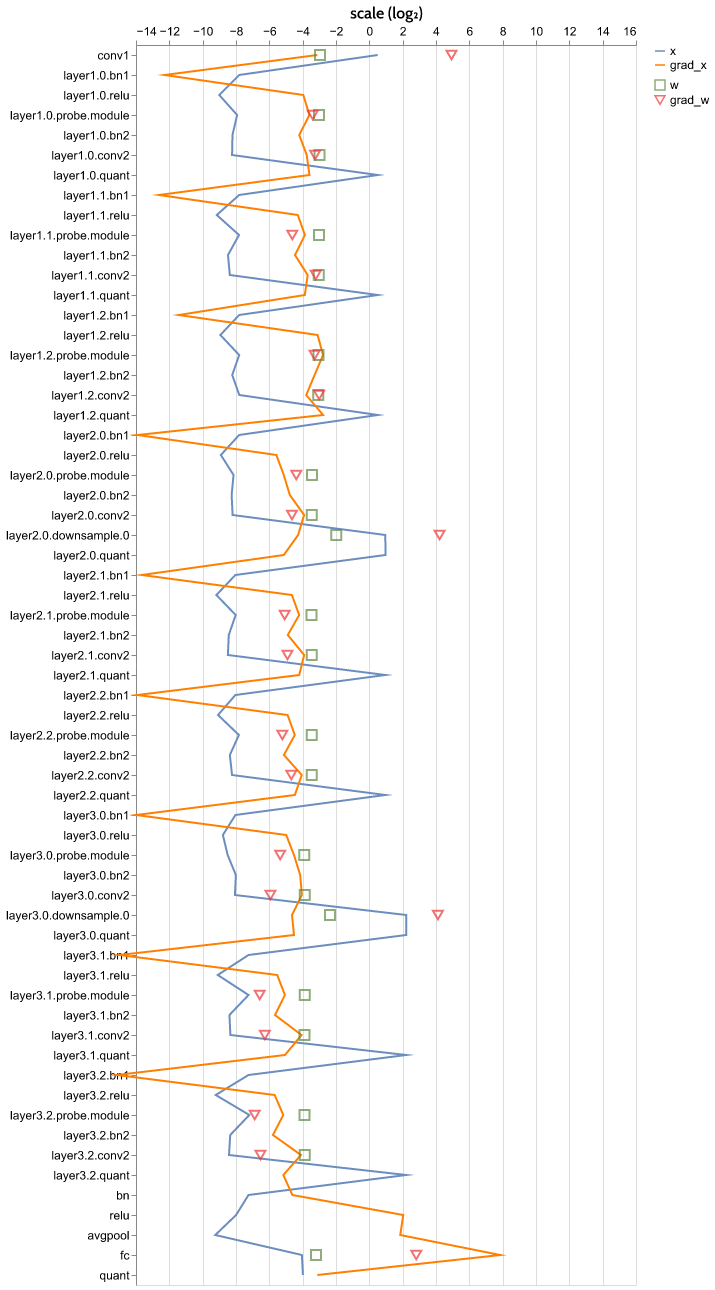 scale (log₂)
−14 −12 −10 −8 −6 −4 −2 0 2 4 6 8 10 12 14 16
x
grad_x
w
grad_w
conv1
layer1.0.bn1
layer1.0.relu
layer1.0.probe.module
layer1.0.bn2
layer1.0.conv2
layer1.0.quant
layer1.1.bn1
layer1.1.relu
layer1.1.probe.module
layer1.1.bn2
layer1.1.conv2
layer1.1.quant
layer1.2.bn1
layer1.2.relu
layer1.2.probe.module
layer1.2.bn2
layer1.2.conv2
layer1.2.quant
layer2.0.bn1
layer2.0.relu
layer2.0.probe.module
layer2.0.bn2
layer2.0.conv2
layer2.0.downsample.0
layer2.0.quant
layer2.1.bn1
layer2.1.relu
layer2.1.probe.module
layer2.1.bn2
layer2.1.conv2
layer2.1.quant
layer2.2.bn1
layer2.2.relu
layer2.2.probe.module
layer2.2.bn2
layer2.2.conv2
layer2.2.quant
layer3.0.bn1
layer3.0.relu
layer3.0.probe.module
layer3.0.bn2
layer3.0.conv2
layer3.0.downsample.0
layer3.0.quant
layer3.1.bn1
layer3.1.relu
layer3.1.probe.module
layer3.1.bn2
layer3.1.conv2
layer3.1.quant
layer3.2.bn1
layer3.2.relu
layer3.2.probe.module
layer3.2.bn2
layer3.2.conv2
layer3.2.quant
bn
relu
avgpool
fc
quant